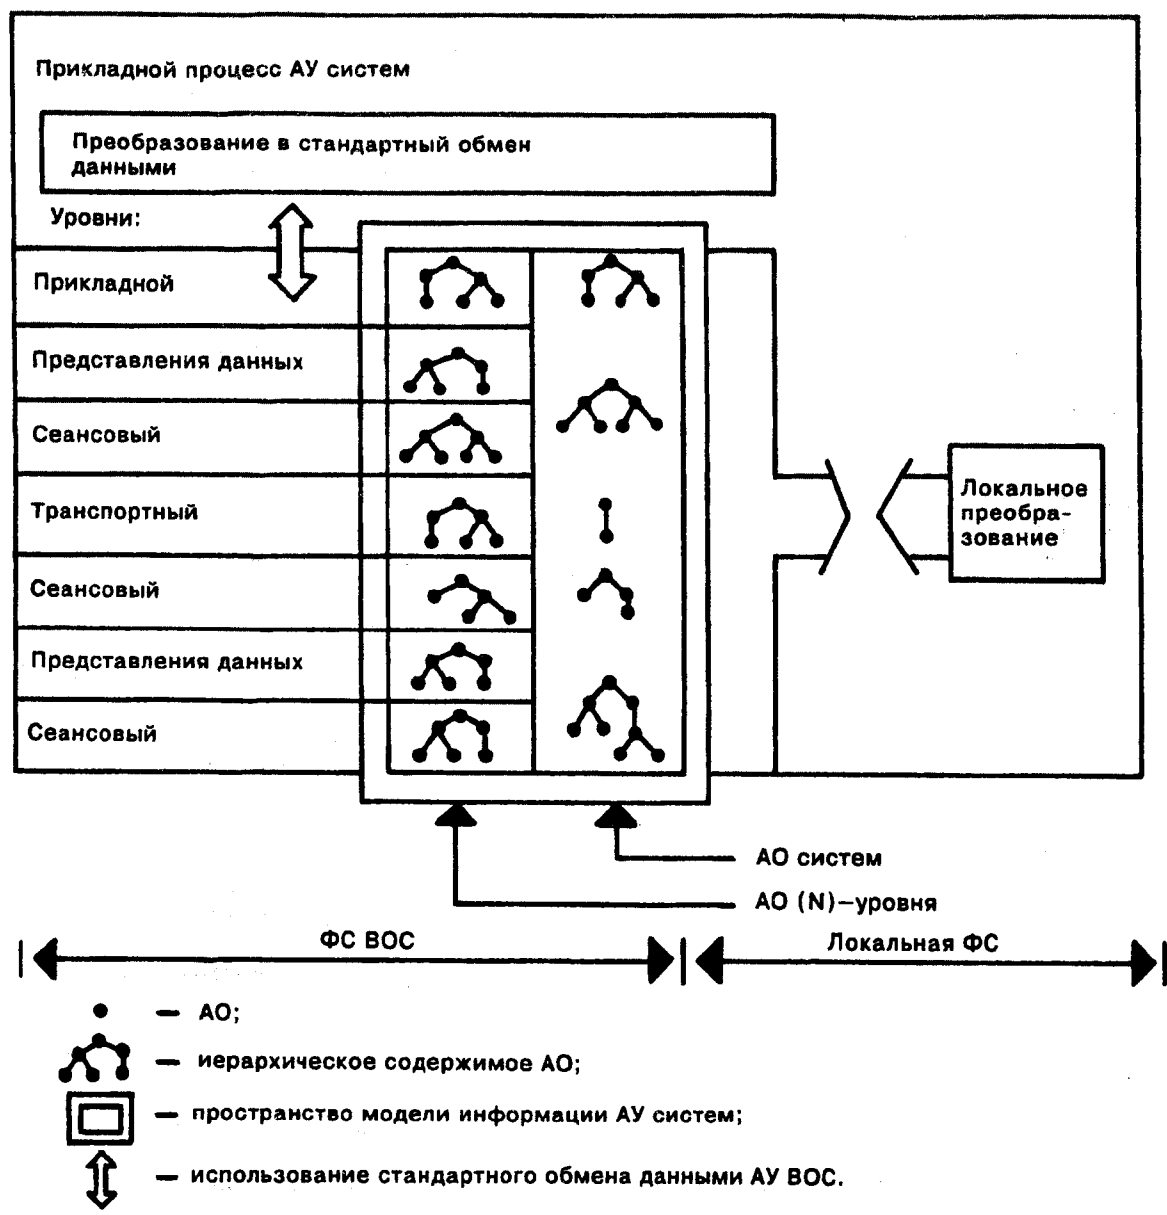 Прикладной процесс АУ систем
Преобразование в стандартный обмен
данными
Уровни:
Прикладной
Представления данных
Сеансовый
Транспортный
Сеансовый
Представления данных
Сеансовый
Локальное
преобра-
зование
АО систем
АО (N)–уровня
ФС ВОС
Локальная ФС
— АО;
— иерархическое содержимое АО;
— пространство модели информации АУ систем;
— использование стандартного обмена данными АУ ВОС.